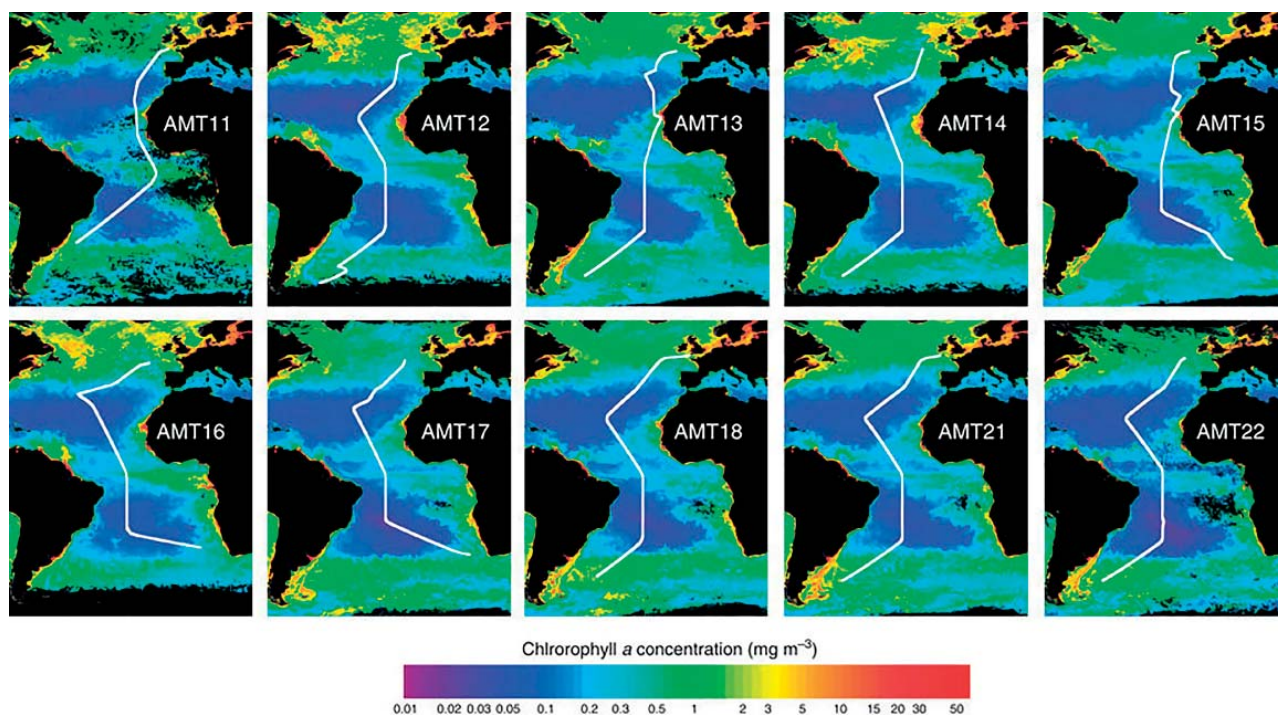 AMT11
AMT12
AMT13
AMT14
AMT15
AMT16
AMT17
AMT18
AMT21
AMT22
Chlrorophyll a concentration (mg m⁻³)
0.01 0.02 0.03 0.05 0.1 0.2 0.3 0.5 1 2 3 5 10 15 20 30 50